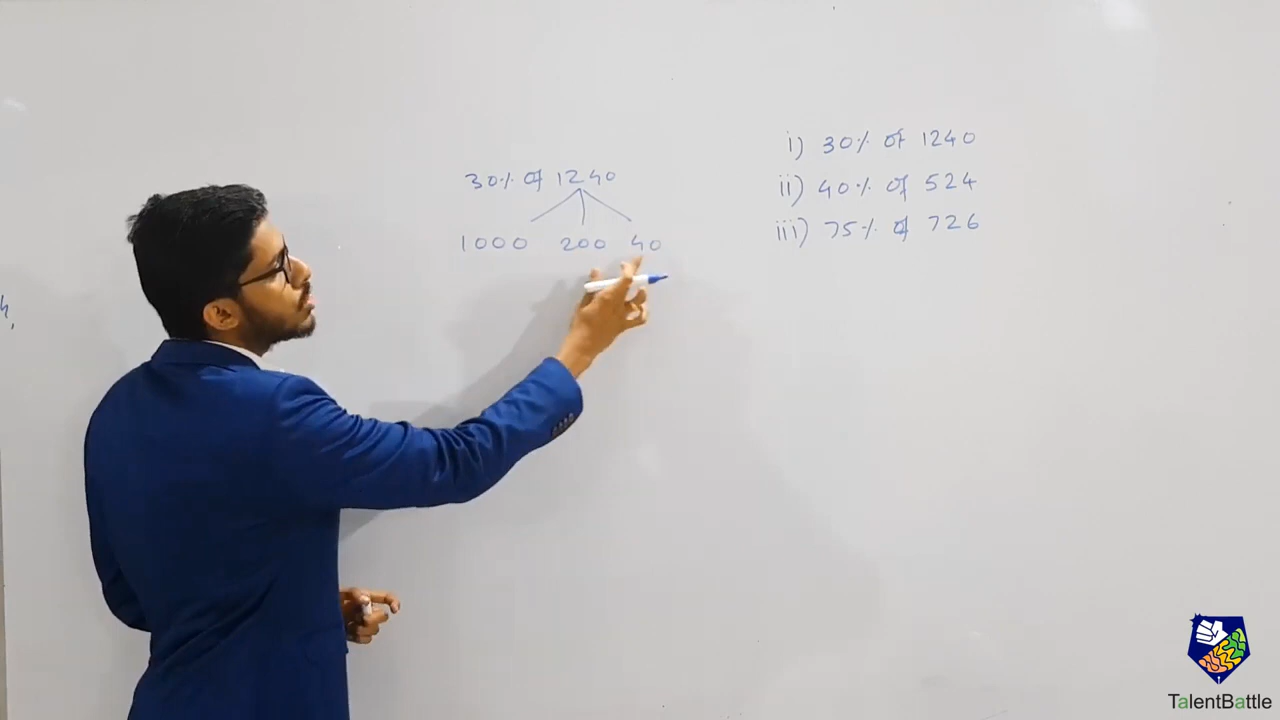 30% of 1240
1000 200 40
i) 30% of 1240
ii) 40% of 524
iii) 75% of 726
TalentBattle